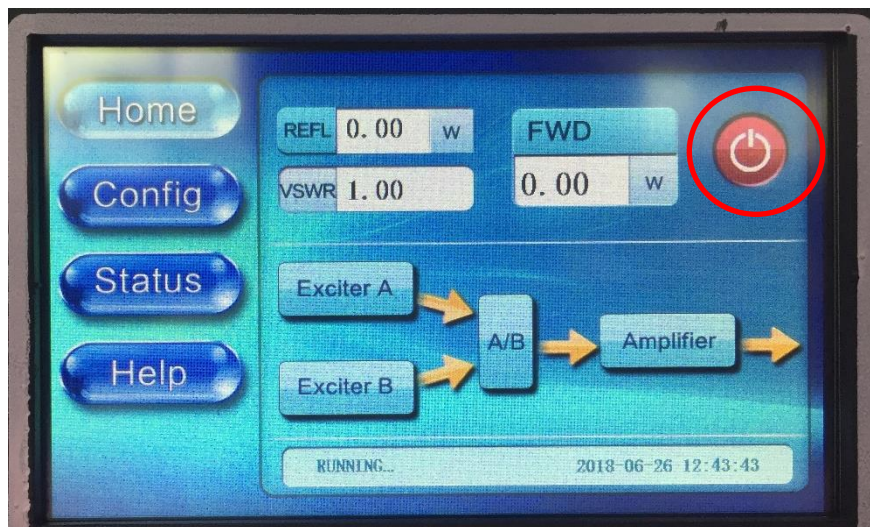 Home
Config
Status
Help
REFL 0.00 W
VSWR 1.00
FWD
0.00 W
Exciter A
Exciter B
A/B
Amplifier
RUNNING... 2018-06-26 12:43:43